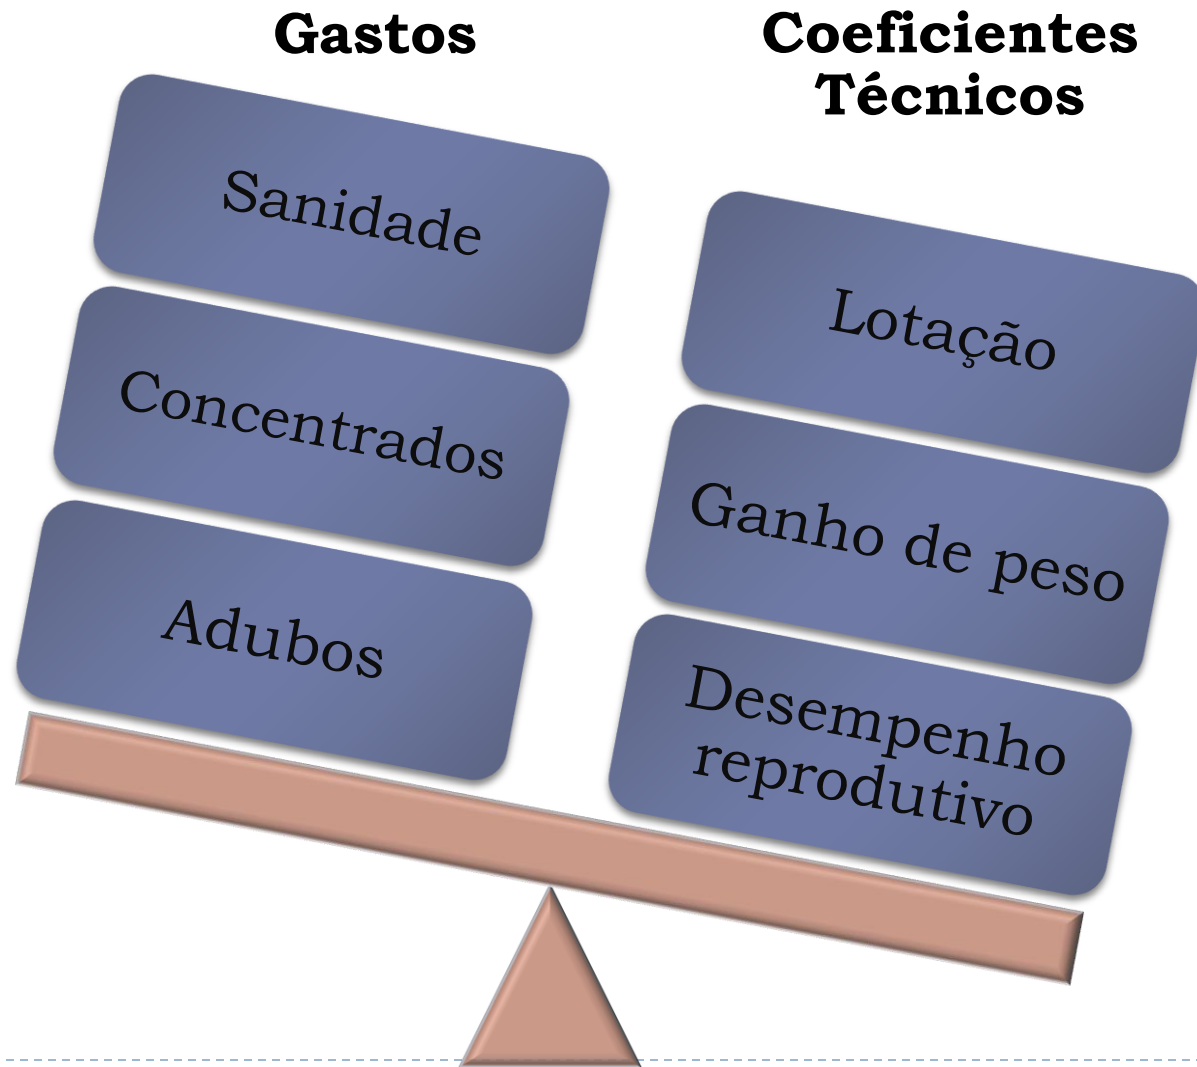 Gastos
Sanidade
Concentrados
Adubos
Coeficientes
Técnicos
Lotação
Ganho de peso
Desempenho
reprodutivo